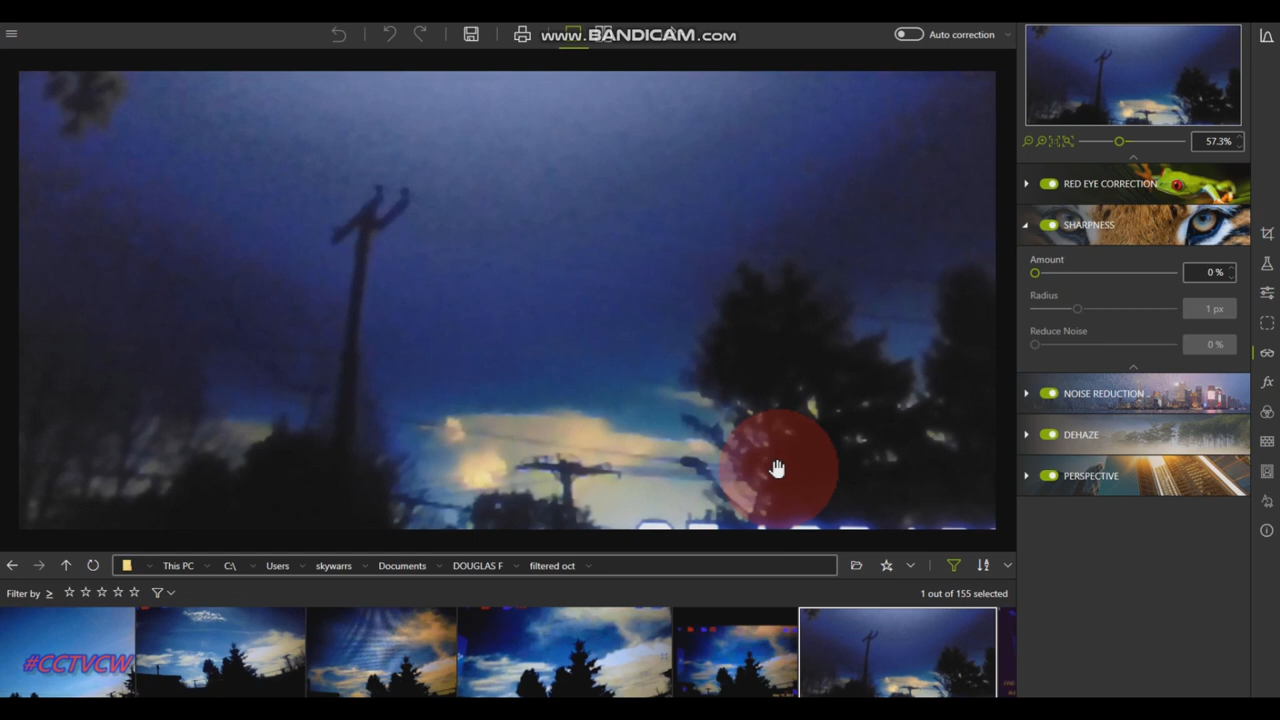 www.BANDICAM.com
Auto correction
57.3%
RED EYE CORRECTION
SHARPNESS
Amount
0 %
Radius
1 px
Reduce Noise
0 %
NOISE REDUCTION
DEHAZE
PERSPECTIVE
This PC C:\ Users skywarrs Documents DOUGLAS F filtered oct
Filter by ≥
1 out of 155 selected
#CCTVCW